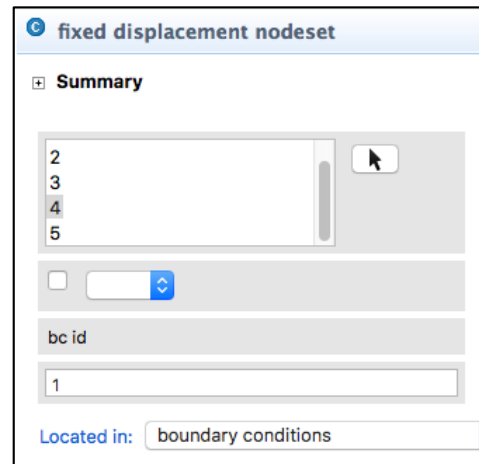 C fixed displacement nodeset
Summary
2
3
4
5
bc id
1
Located in: boundary conditions